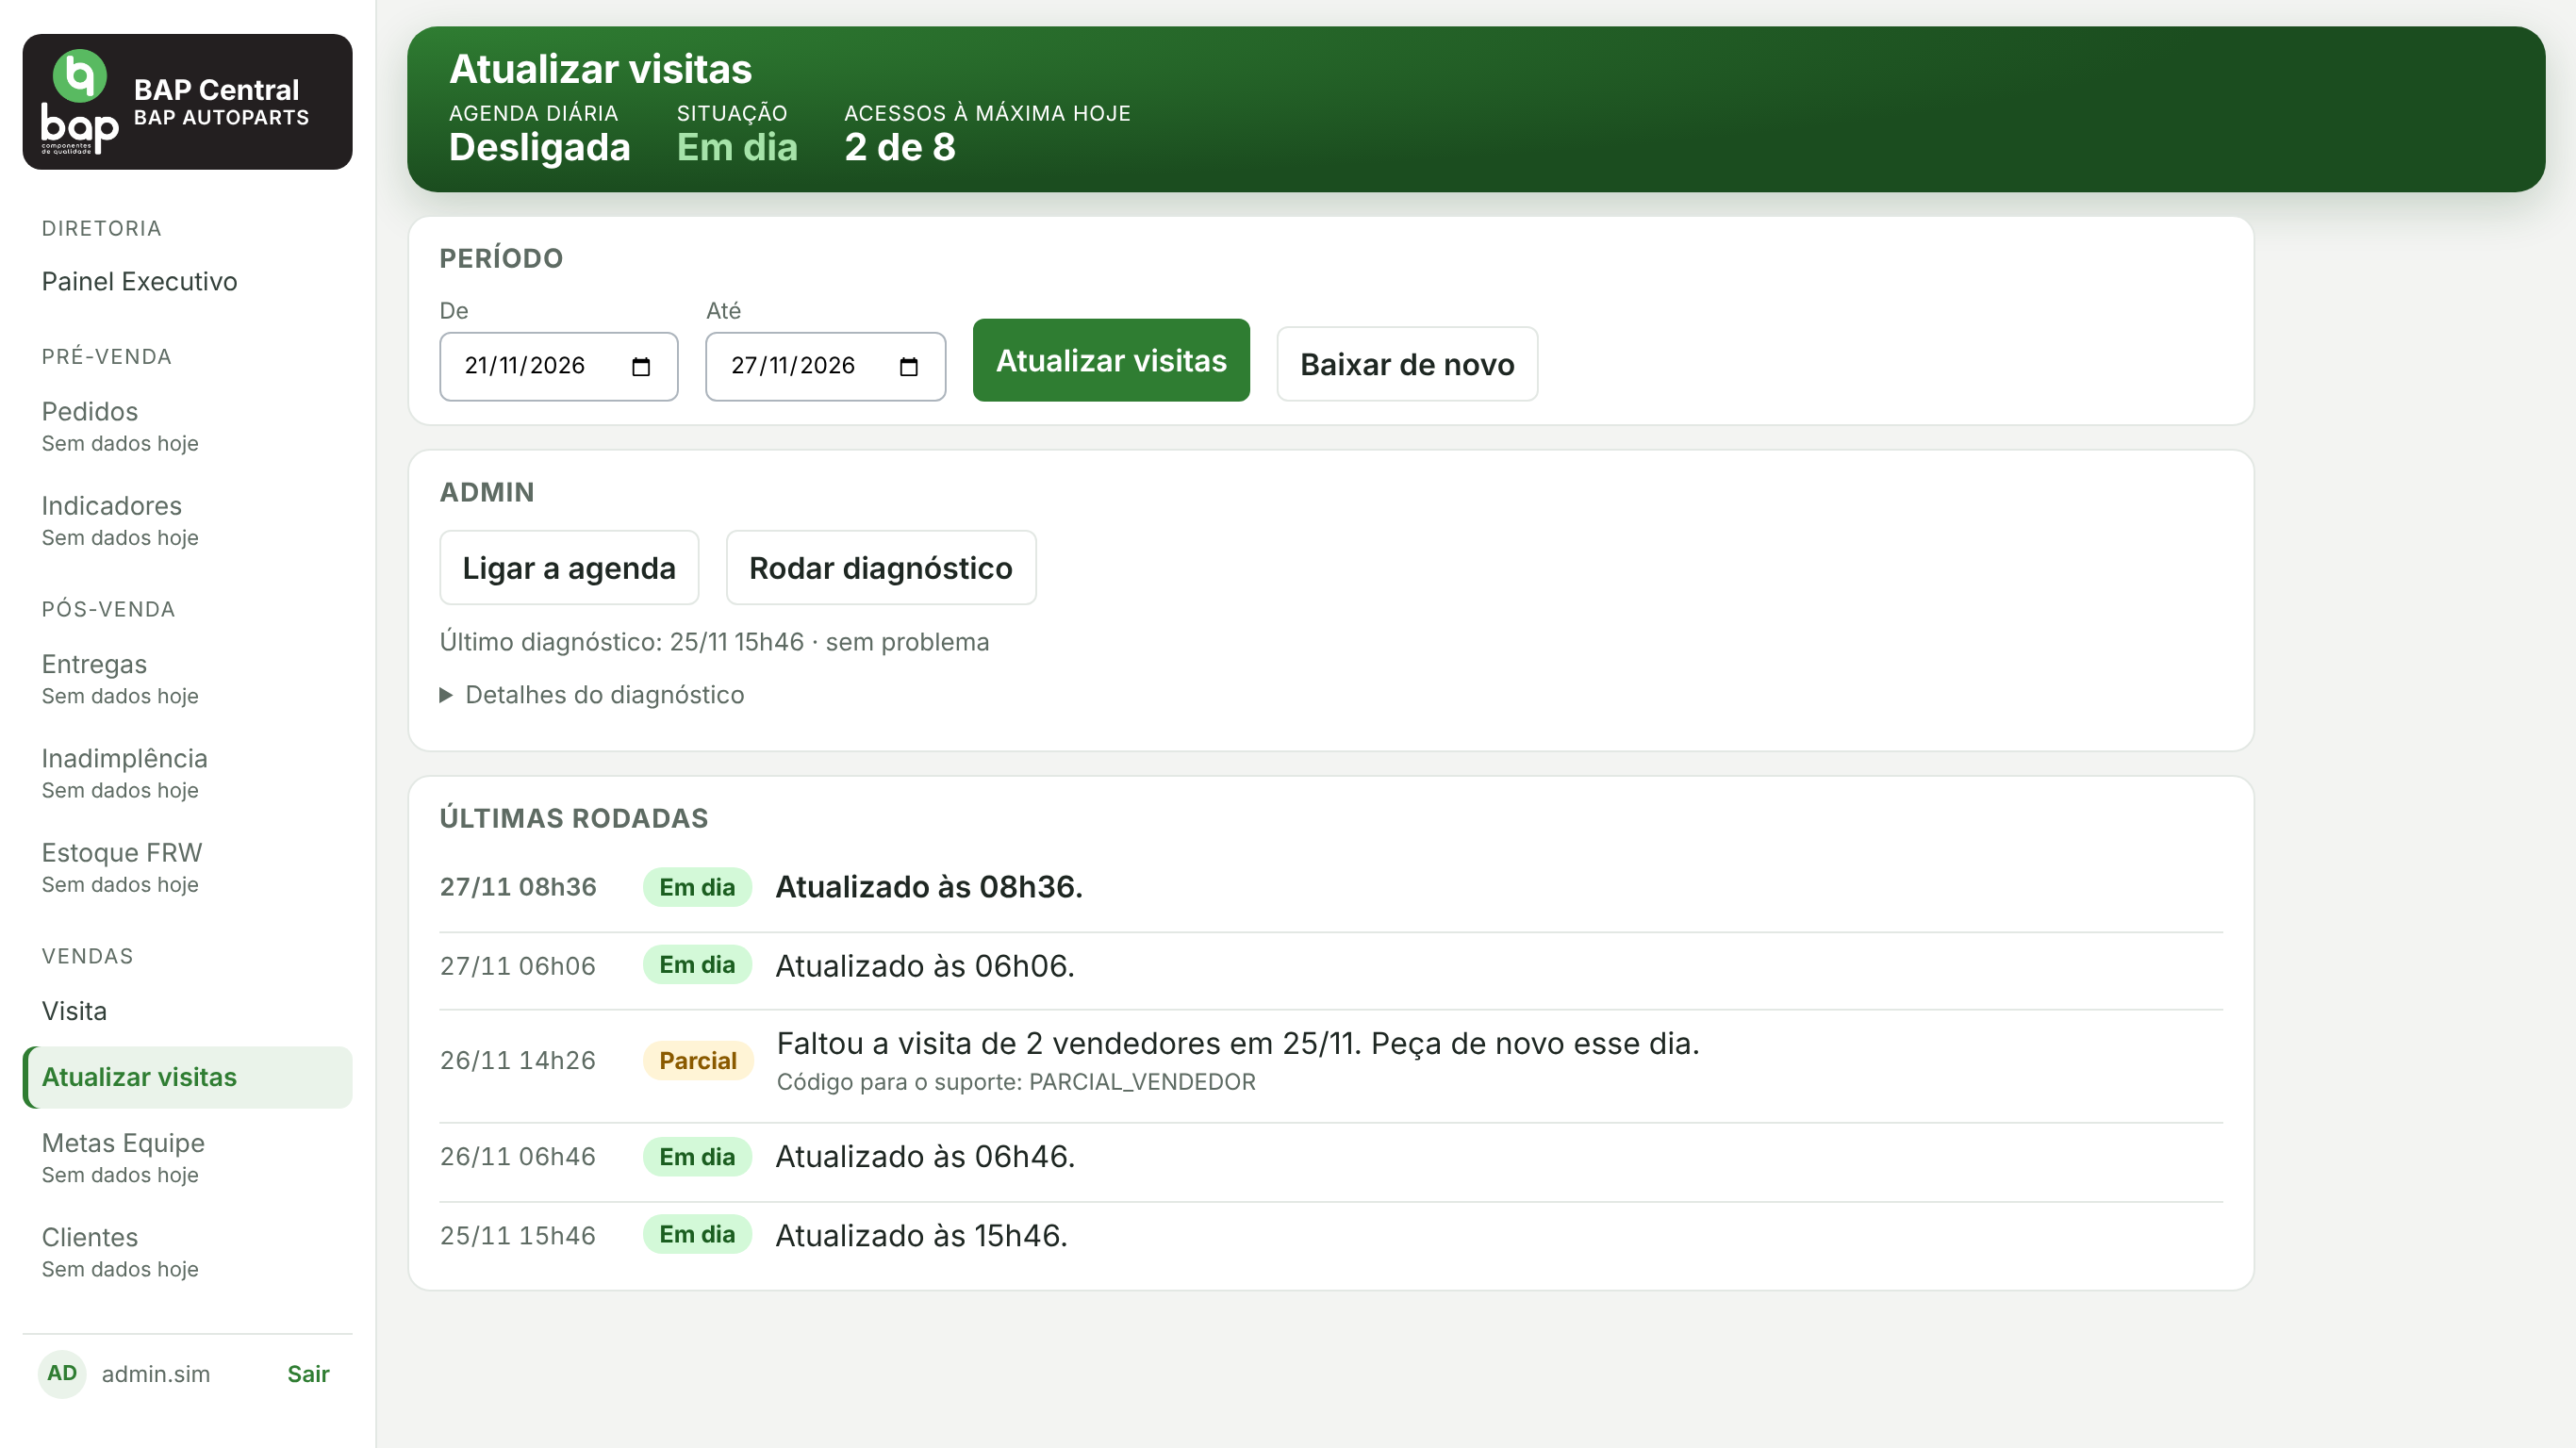 bap
componentes
de qualidade
BAP Central
BAP AUTOPARTS
DIRETORIA
Painel Executivo
PRÉ-VENDA
Pedidos
Sem dados hoje
Indicadores
Sem dados hoje
PÓS-VENDA
Entregas
Sem dados hoje
Inadimplência
Sem dados hoje
Estoque FRW
Sem dados hoje
VENDAS
Visita
Atualizar visitas
Metas Equipe
Sem dados hoje
Clientes
Sem dados hoje
AD admin.sim Sair
Atualizar visitas
AGENDA DIÁRIA SITUAÇÃO ACESSOS À MÁXIMA HOJE
Desligada Em dia 2 de 8
PERÍODO
De Até
21/11/2026 27/11/2026 Atualizar visitas Baixar de novo
ADMIN
Ligar a agenda Rodar diagnóstico
Último diagnóstico: 25/11 15h46 · sem problema
Detalhes do diagnóstico
ÚLTIMAS RODADAS
27/11 08h36 Em dia Atualizado às 08h36.
27/11 06h06 Em dia Atualizado às 06h06.
26/11 14h26 Parcial Faltou a visita de 2 vendedores em 25/11. Peça de novo esse dia.
Código para o suporte: PARCIAL_VENDEDOR
26/11 06h46 Em dia Atualizado às 06h46.
25/11 15h46 Em dia Atualizado às 15h46.